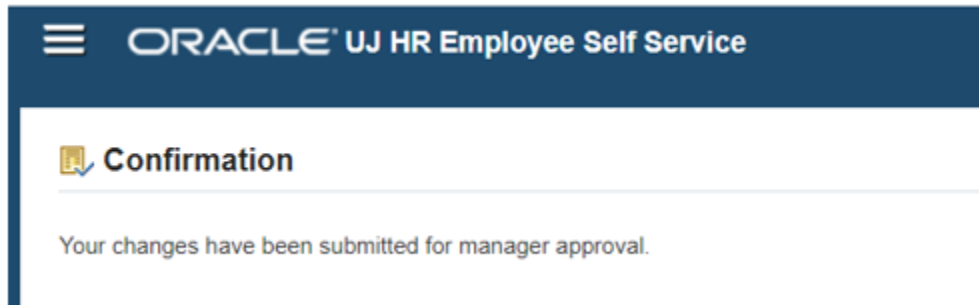 ORACLE UJ HR Employee Self Service
Confirmation
Your changes have been submitted for manager approval.